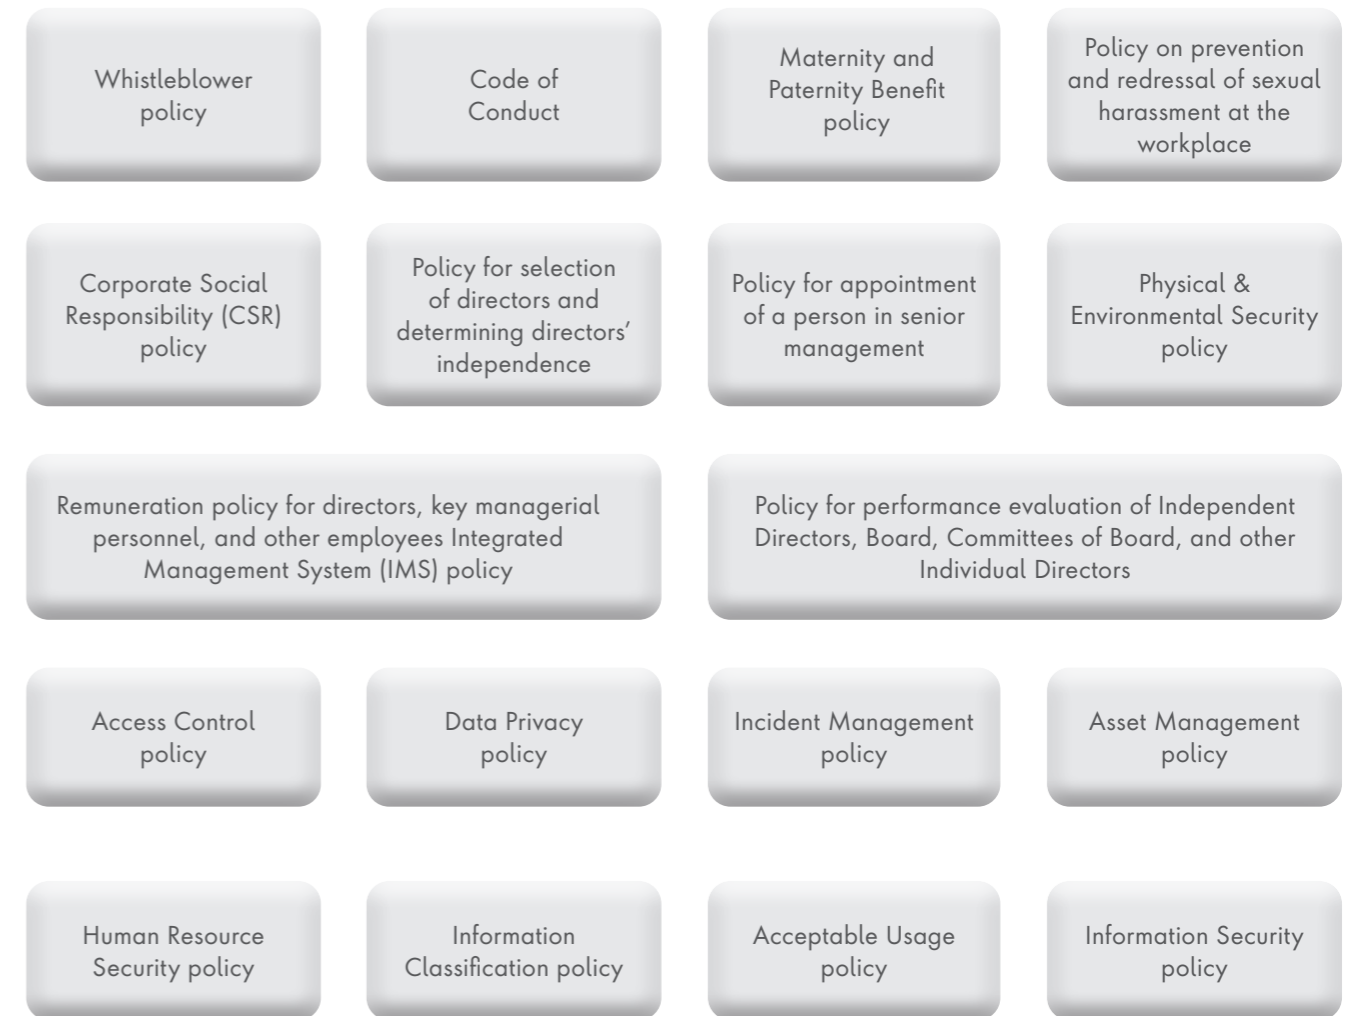 Whistleblower
policy
Code of
Conduct
Maternity and
Paternity Benefit
policy
Policy on prevention
and redressal of sexual
harassment at the
workplace
Corporate Social
Responsibility (CSR)
policy
Policy for selection
of directors and
determining directors’
independence
Policy for appointment
of a person in senior
management
Physical &
Environmental Security
policy
Remuneration policy for directors, key managerial
personnel, and other employees Integrated
Management System (IMS) policy
Policy for performance evaluation of Independent
Directors, Board, Committees of Board, and other
Individual Directors
Access Control
policy
Data Privacy
policy
Incident Management
policy
Asset Management
policy
Human Resource
Security policy
Information
Classification policy
Acceptable Usage
policy
Information Security
policy